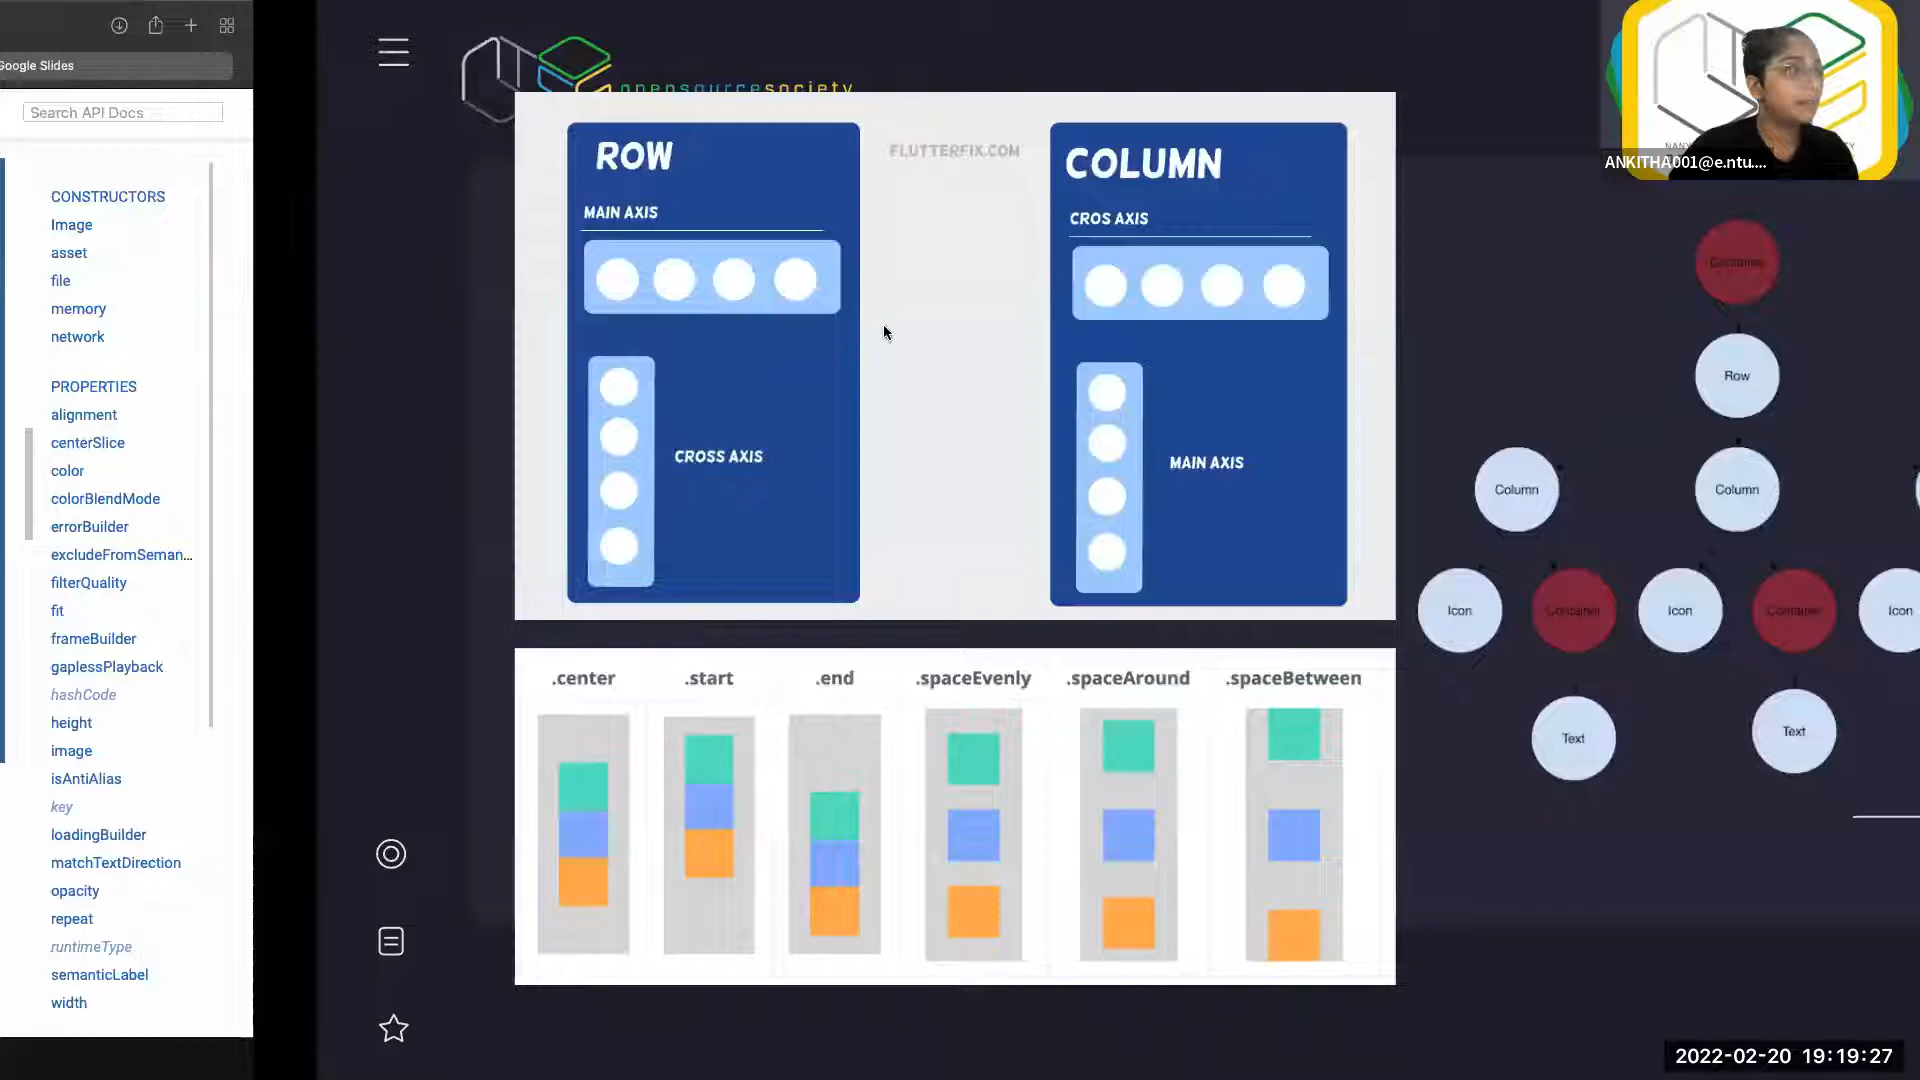 Google Slides
Search API Docs
CONSTRUCTORS
Image
asset
file
memory
network
PROPERTIES
alignment
centerSlice
color
colorBlendMode
errorBuilder
excludeFromSeman...
filterQuality
fit
frameBuilder
gaplessPlayback
hashCode
height
image
isAntiAlias
key
loadingBuilder
matchTextDirection
opacity
repeat
runtimeType
semanticLabel
width
opensourcesociety
ROW
MAIN AXIS
CROSS AXIS
FLUTTERFIX.COM
COLUMN
CROS AXIS
MAIN AXIS
.center
.start
.end
.spaceEvenly
.spaceAround
.spaceBetween
ANKITHA001@e.ntu....
Container
Row
Column
Column
Icon
Container
Icon
Container
Icon
Text
Text
2022-02-20 19:19:27